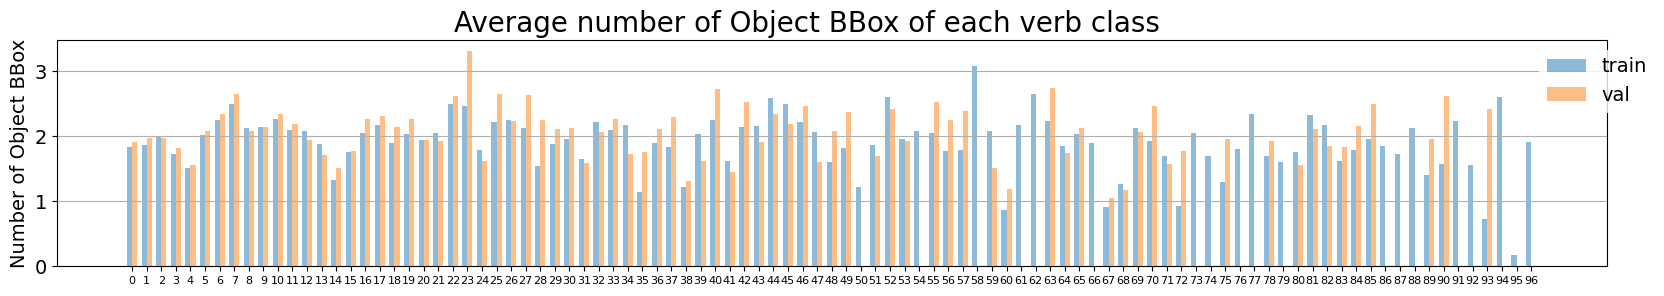 Average number of Object BBox of each verb class
Number of Object BBox
3
2
1
0
train
val
0 1 2 3 4 5 6 7 8 9 10 11 12 13 14 15 16 17 18 19 20 21 22 23 24 25 26 27 28 29 30 31 32 33 34 35 36 37 38 39 40 41 42 43 44 45 46 47 48 49 50 51 52 53 54 55 56 57 58 59 60 61 62 63 64 65 66 67 68 69 70 71 72 73 74 75 76 77 78 79 80 81 82 83 84 85 86 87 88 89 90 91 92 93 94 95 96